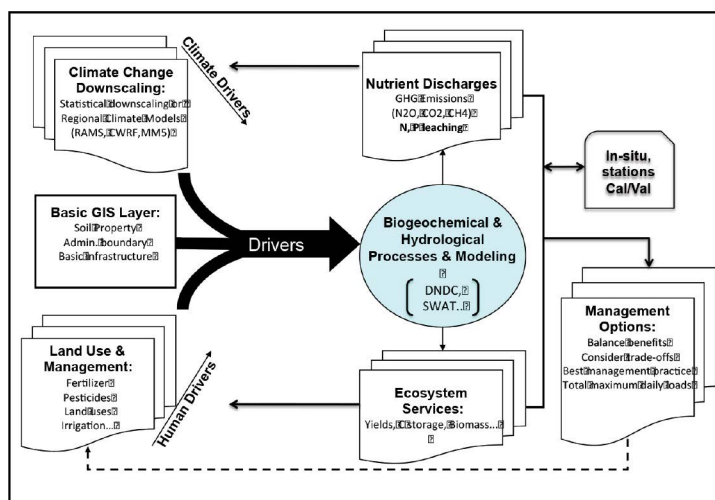 Climate Change
Downscaling:
Statistical downscaling or
Regional Climate Models
(RAMS, CWRF, MM5)
Climate Drivers
Nutrient Discharges
GHG Emissions
(N2O, CO2, CH4)
N, P leaching
In-situ,
stations
Cal/Val
Basic GIS Layer:
Soil Property
Admin. boundary
Basic infrastructure
Drivers
Biogeochemical &
Hydrological
Processes & Modeling
DNDC,
SWAT...
Management
Options:
Balance benefits
Consider trade-offs
Best management practice
Total maximum daily loads
Land Use &
Management:
Fertilizer
Pesticides
Land uses
Irrigation...
Human Drivers
Ecosystem
Services:
Yields, C storage, Biomass...